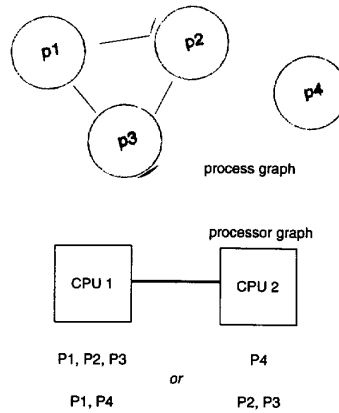 p1
p2
p4
p3
process graph
processor graph
CPU 1
CPU 2
P1, P2, P3
P4
or
P1, P4
P2, P3